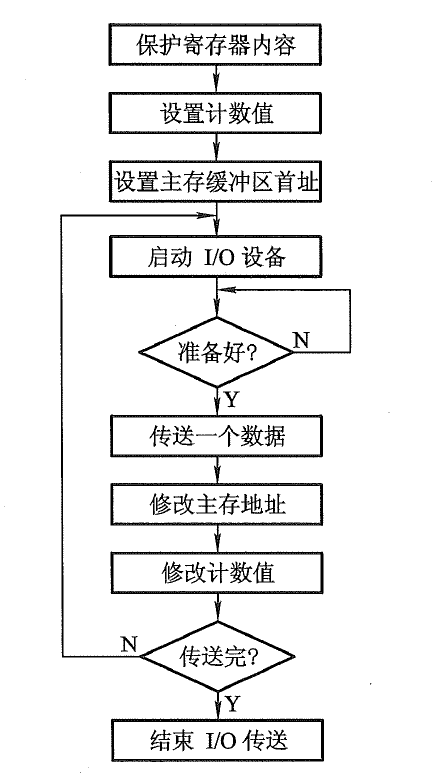 保护寄存器内容
设置计数值
设置主存缓冲区首址
启动 I/O 设备
准备好?
N
Y
传送一个数据
修改主存地址
修改计数值
N
传送完?
Y
结束 I/O 传送